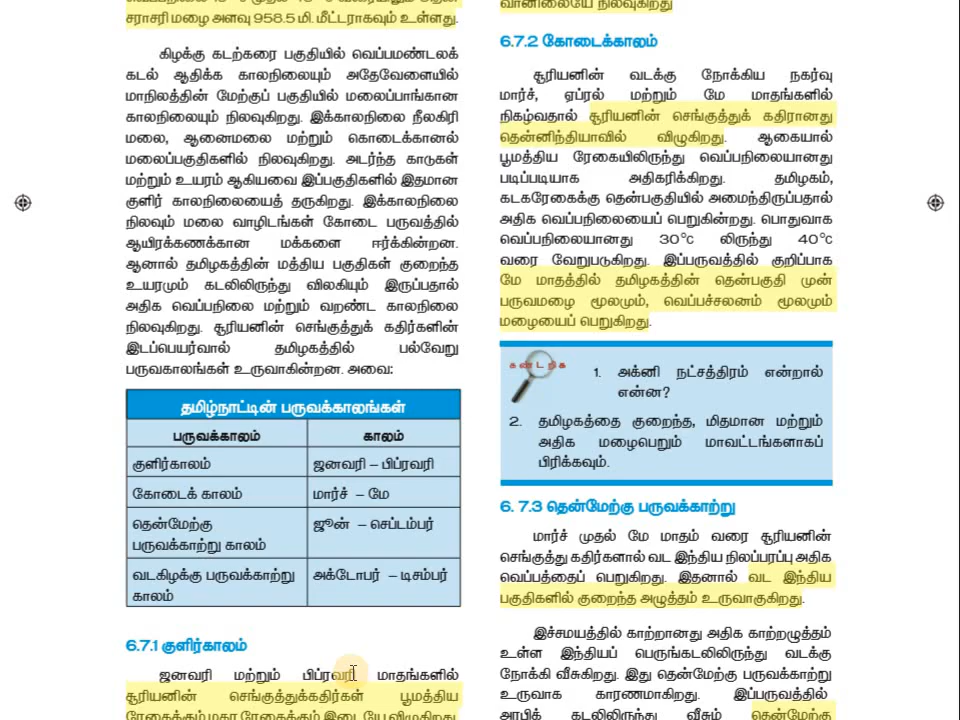 சராசரி மழை அளவு 958.5 மி. மீட்டராகவும் உள்ளது.
கிழக்கு கடற்கரை பகுதியில் வெப்பமண்டலக்
கடல் ஆதிக்க காலநிலையும் அதேவேளையில்
மாநிலத்தின் மேற்குப் பகுதியில் மலைப்பாங்கான
காலநிலையும் நிலவுகிறது. இக்காலநிலை நீலகிரி
மலை, ஆனைமலை மற்றும் கொடைக்கானல்
மலைப்பகுதிகளில் நிலவுகிறது. அடர்ந்த காடுகள்
மற்றும் உயரம் ஆகியவை இப்பகுதிகளில் இதமான
குளிர் காலநிலையைத் தருகிறது. இக்காலநிலை
நிலவும் மலை வாழிடங்கள் கோடை பருவத்தில்
ஆயிரக்கணக்கான மக்களை ஈர்க்கின்றன.
ஆனால் தமிழகத்தின் மத்திய பகுதிகள் குறைந்த
உயரமும் கடலிலிருந்து விலகியும் இருப்பதால்
அதிக வெப்பநிலை மற்றும் வறண்ட காலநிலை
நிலவுகிறது. சூரியனின் செங்குத்துக் கதிர்களின்
இடப்பெயர்வால் தமிழகத்தில் பல்வேறு
பருவகாலங்கள் உருவாகின்றன. அவை:
தமிழ்நாட்டின் பருவக்காலங்கள்
பருவக்காலம் காலம்
குளிர்காலம் ஜனவரி – பிப்ரவரி
கோடைக் காலம் மார்ச் – மே
தென்மேற்கு ஜூன் – செப்டம்பர்
பருவக்காற்று காலம்
வடகிழக்கு பருவக்காற்று அக்டோபர் – டிசம்பர்
காலம்
6.7.1 குளிர்காலம்
ஜனவரி மற்றும் பிப்ரவரி மாதங்களில்
சூரியனின் செங்குத்துக்கதிர்கள் பூமத்திய
ரேகைக்கும் மகர ரேகைக்கும் இடையே விழுகிறது.
வானிலையே நிலவுகிறது
6.7.2 கோடைக்காலம்
சூரியனின் வடக்கு நோக்கிய நகர்வு
மார்ச், ஏப்ரல் மற்றும் மே மாதங்களில்
நிகழ்வதால் சூரியனின் செங்குத்துக் கதிரானது
தென்னிந்தியாவில் விழுகிறது. ஆகையால்
பூமத்திய ரேகையிலிருந்து வெப்பநிலையானது
படிப்படியாக அதிகரிக்கிறது. தமிழகம்,
கடகரேகைக்கு தென்பகுதியில் அமைந்திருப்பதால்
அதிக வெப்பநிலையைப் பெறுகின்றது. பொதுவாக
வெப்பநிலையானது 30°c லிருந்து 40°c
வரை வேறுபடுகிறது. இப்பருவத்தில் குறிப்பாக
மே மாதத்தில் தமிழகத்தின் தென்பகுதி முன்
பருவமழை மூலமும், வெப்பச்சலனம் மூலமும்
மழையைப் பெறுகிறது.
கண்டறிக
1. அக்னி நட்சத்திரம் என்றால்
என்ன?
2. தமிழகத்தை குறைந்த, மிதமான மற்றும்
அதிக மழைபெறும் மாவட்டங்களாகப்
பிரிக்கவும்.
6. 7.3 தென்மேற்கு பருவக்காற்று
மார்ச் முதல் மே மாதம் வரை சூரியனின்
செங்குத்து கதிர்களால் வட இந்திய நிலப்பரப்பு அதிக
வெப்பத்தைப் பெறுகிறது. இதனால் வட இந்திய
பகுதிகளில் குறைந்த அழுத்தம் உருவாகுகிறது.
இச்சமயத்தில் காற்றானது அதிக காற்றழுத்தம்
உள்ள இந்தியப் பெருங்கடலிலிருந்து வடக்கு
நோக்கி வீசுகிறது. இது தென்மேற்கு பருவக்காற்று
உருவாக காரணமாகிறது. இப்பருவத்தில்
அரபிக் கடலிலிருந்து வீசும் தென்மேற்கு